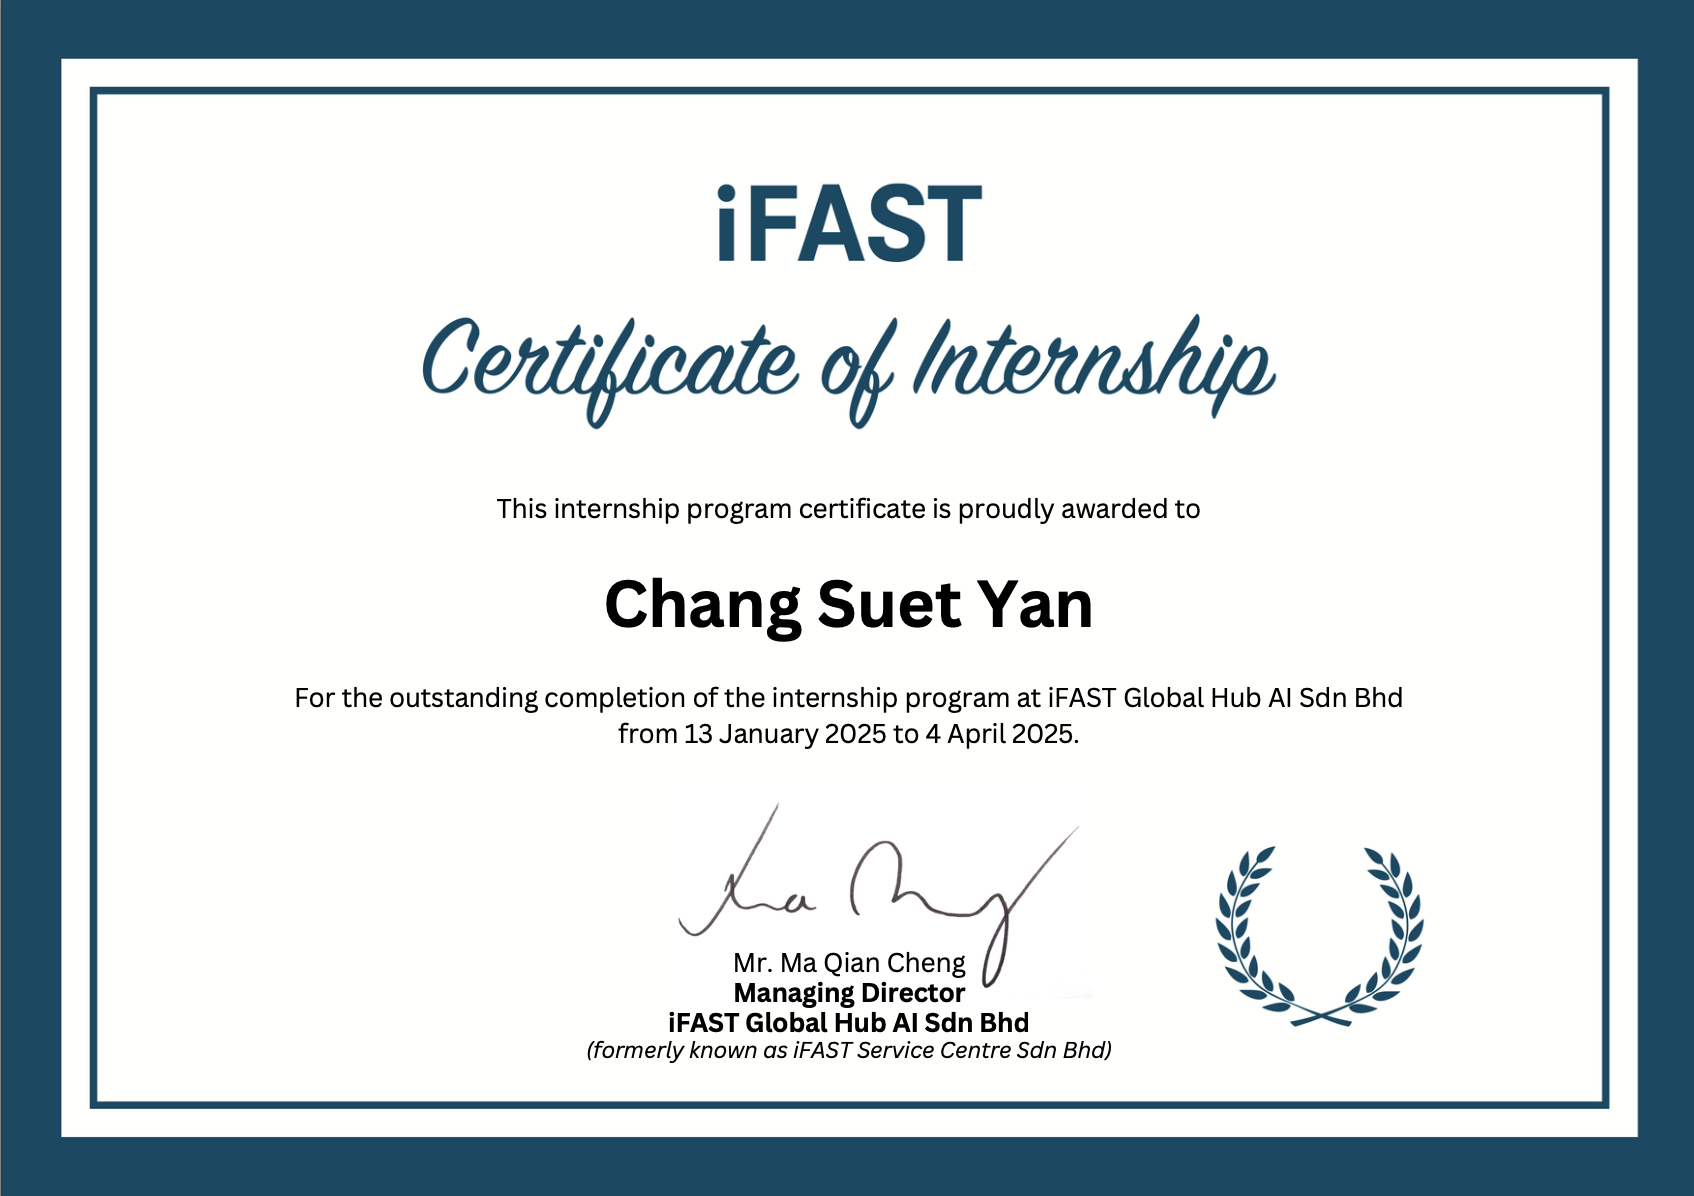 iFAST
Certificate of Internship
This internship program certificate is proudly awarded to
Chang Suet Yan
For the outstanding completion of the internship program at iFAST Global Hub AI Sdn Bhd
from 13 January 2025 to 4 April 2025.
Mr. Ma Qian Cheng
Managing Director
iFAST Global Hub AI Sdn Bhd
(formerly known as iFAST Service Centre Sdn Bhd)